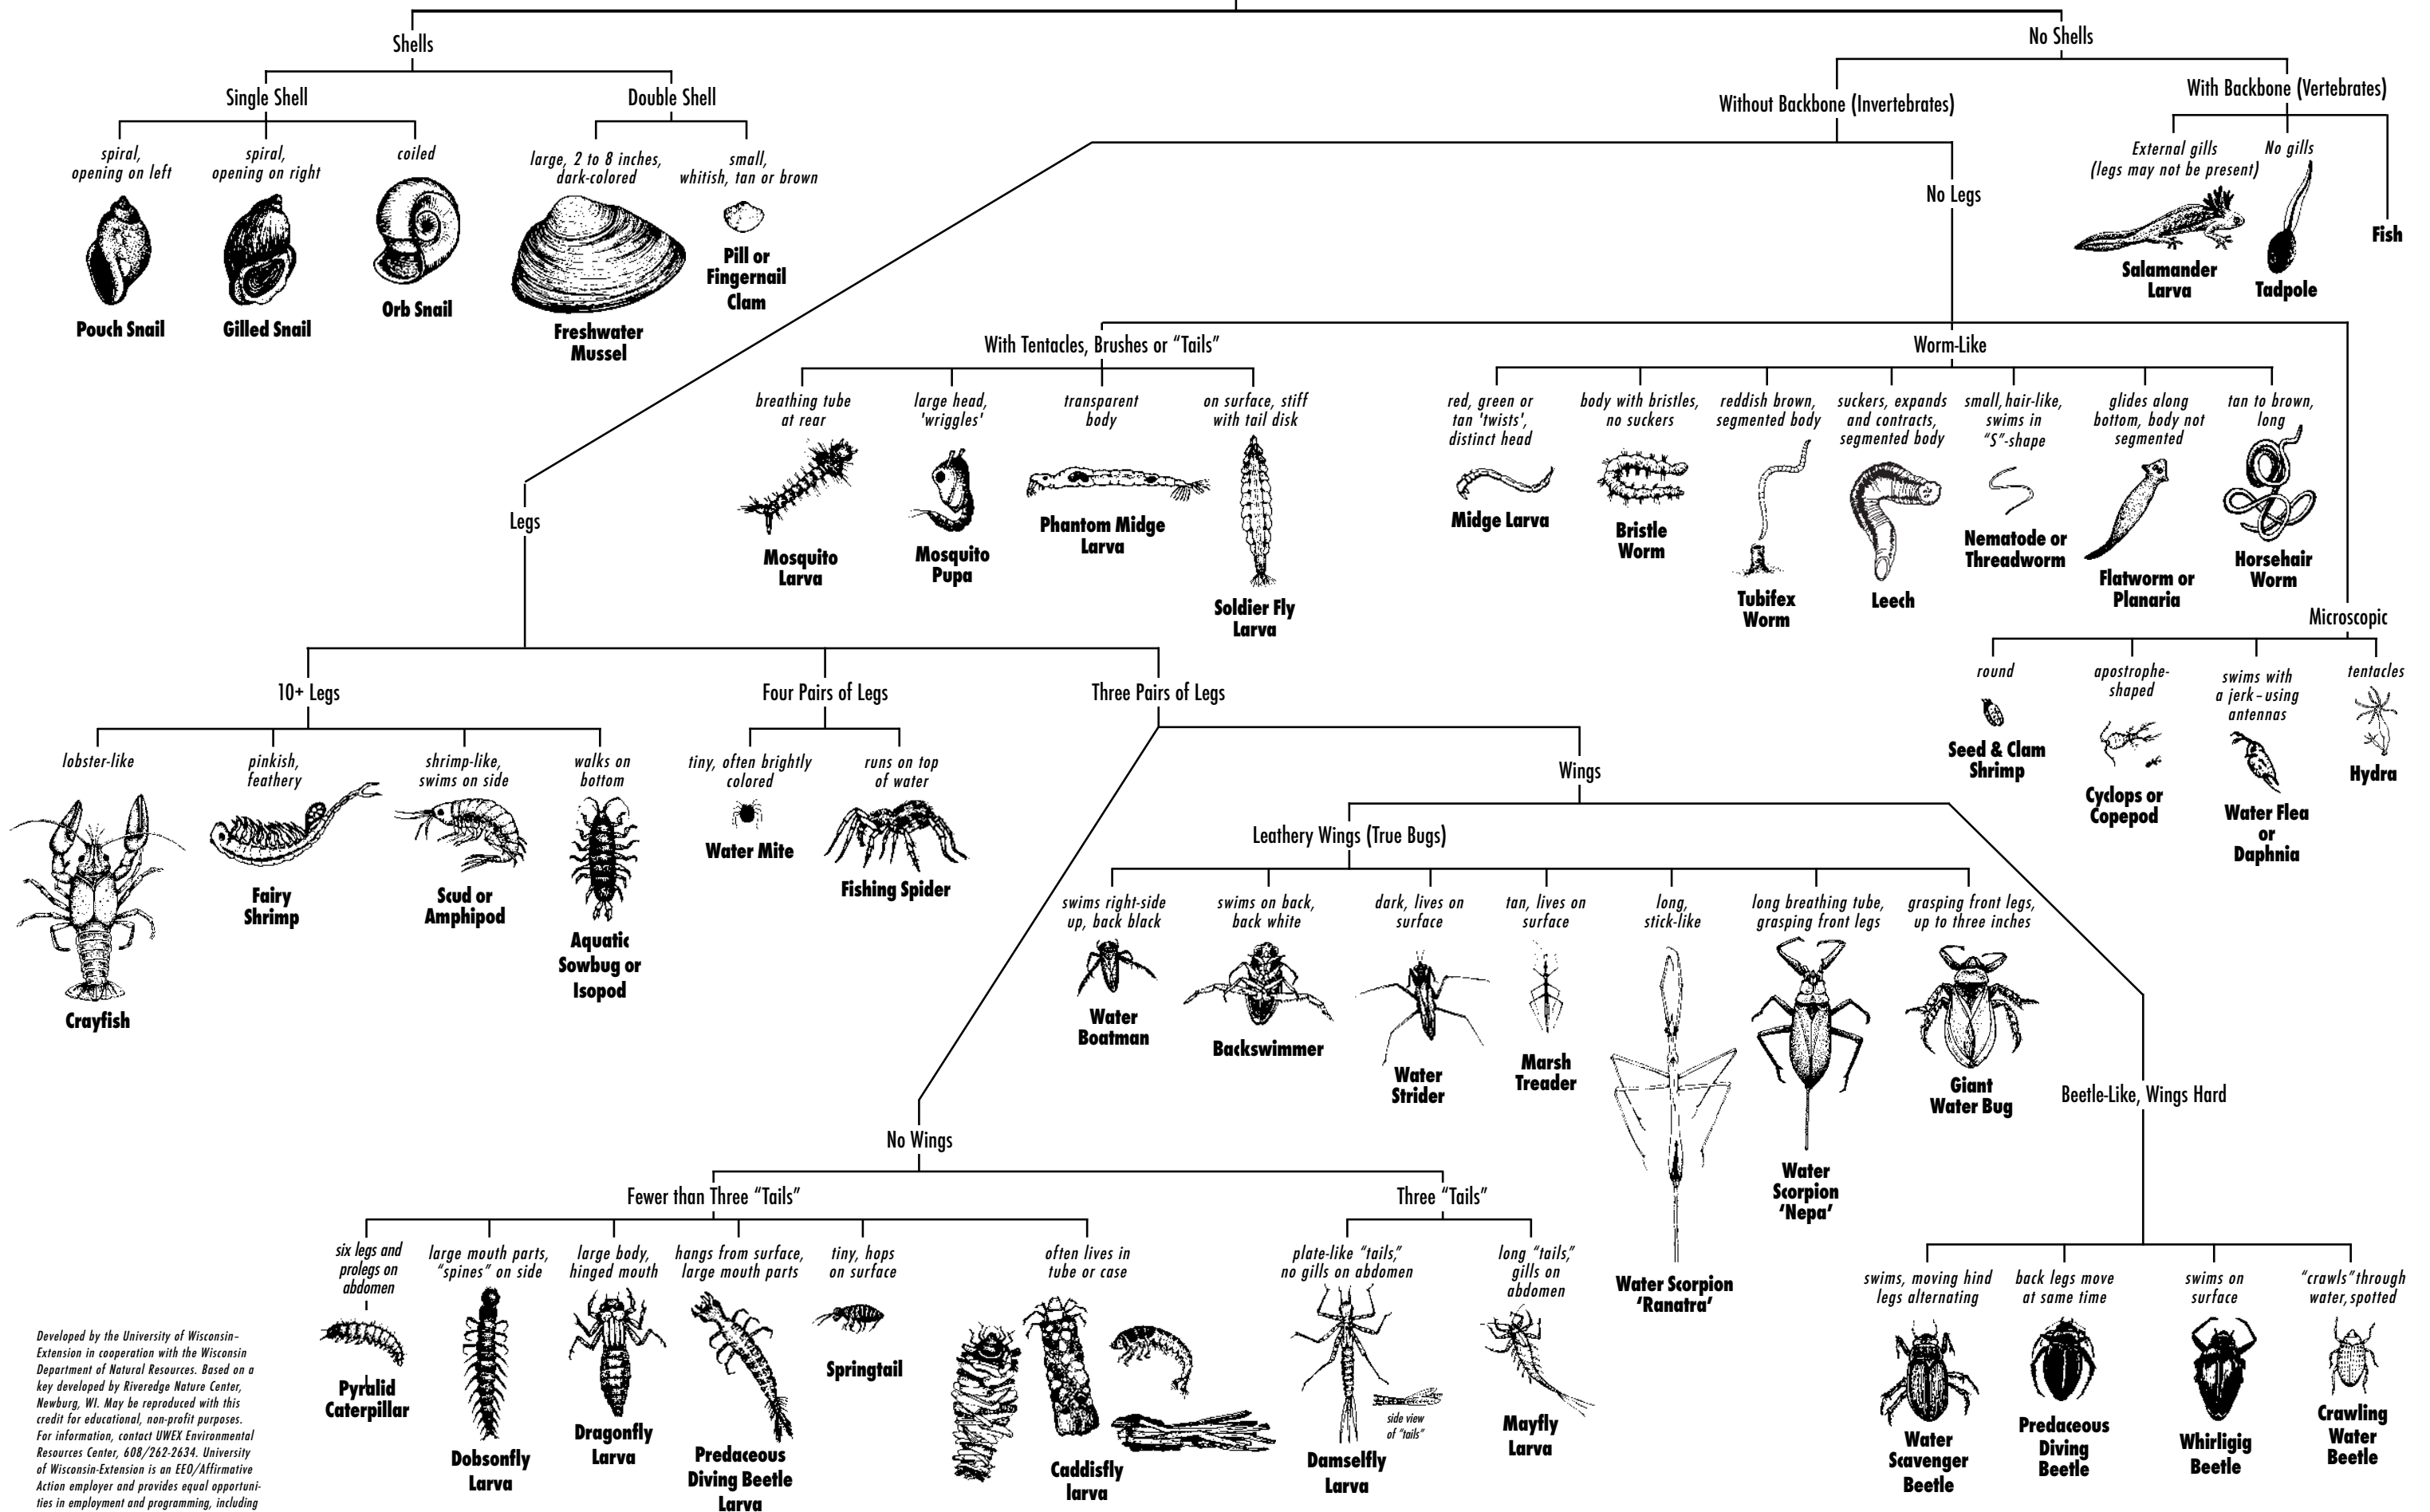 Shells
No Shells
Single Shell
Double Shell
Without Backbone (Invertebrates)
With Backbone (Vertebrates)
spiral,
opening on left
Pouch Snail
spiral,
opening on right
Gilled Snail
coiled
Orb Snail
large, 2 to 8 inches,
dark-colored
Freshwater
Mussel
small,
whitish, tan or brown
Pill or
Fingernail
Clam
External gills
(legs may not be present)
Salamander
Larva
No gills
Tadpole
Fish
No Legs
With Tentacles, Brushes or “Tails”
breathing tube
at rear
Mosquito
Larva
large head,
'wriggles'
Mosquito
Pupa
transparent
body
Phantom Midge
Larva
on surface, stiff
with tail disk
Soldier Fly
Larva
Worm-Like
red, green or
tan 'twists',
distinct head
Midge Larva
body with bristles,
no suckers
Bristle
Worm
reddish brown,
segmented body
Tubifex
Worm
suckers, expands
and contracts,
segmented body
Leech
small, hair-like,
swims in
“S”-shape
Nematode or
Threadworm
glides along
bottom, body not
segmented
Flatworm or
Planaria
tan to brown,
long
Horsehair
Worm
Microscopic
round
Seed & Clam
Shrimp
apostrophe-
shaped
Cyclops or
Copepod
swims with
a jerk – using
antennas
Water Flea
or
Daphnia
tentacles
Hydra
Legs
10+ Legs
lobster-like
Crayfish
pinkish,
feathery
Fairy
Shrimp
shrimp-like,
swims on side
Scud or
Amphipod
walks on
bottom
Aquatic
Sowbug or
Isopod
Four Pairs of Legs
tiny, often brightly
colored
Water Mite
runs on top
of water
Fishing Spider
Three Pairs of Legs
Wings
Leathery Wings (True Bugs)
swims right-side
up, back black
Water
Boatman
swims on back,
back white
Backswimmer
dark, lives on
surface
Water
Strider
tan, lives on
surface
Marsh
Treader
long,
stick-like
Water Scorpion
‘Ranatra’
long breathing tube,
grasping front legs
Water
Scorpion
‘Nepa’
grasping front legs,
up to three inches
Giant
Water Bug
Beetle-Like, Wings Hard
swims, moving hind
legs alternating
Water
Scavenger
Beetle
back legs move
at same time
Predaceous
Diving
Beetle
swims on
surface
Whirligig
Beetle
“crawls” through
water, spotted
Crawling
Water
Beetle
No Wings
Fewer than Three “Tails”
six legs and
prolegs on
abdomen
Pyralid
Caterpillar
large mouth parts,
“spines” on side
Dobsonfly
Larva
large body,
hinged mouth
Dragonfly
Larva
hangs from surface,
large mouth parts
Predaceous
Diving Beetle
Larva
tiny, hops
on surface
Springtail
often lives in
tube or case
Caddisfly
larva
Three “Tails”
plate-like “tails,”
no gills on abdomen
side view
of “tails”
Damselfly
Larva
long “tails,”
gills on
abdomen
Mayfly
Larva
Developed by the University of Wisconsin–
Extension in cooperation with the Wisconsin
Department of Natural Resources. Based on a
key developed by Riveredge Nature Center,
Newburg, WI. May be reproduced with this
credit for educational, non-profit purposes.
For information, contact UWEX Environmental
Resources Center, 608/262-2634. University
of Wisconsin-Extension is an EEO/Affirmative
Action employer and provides equal opportuni-
ties in employment and programming, including